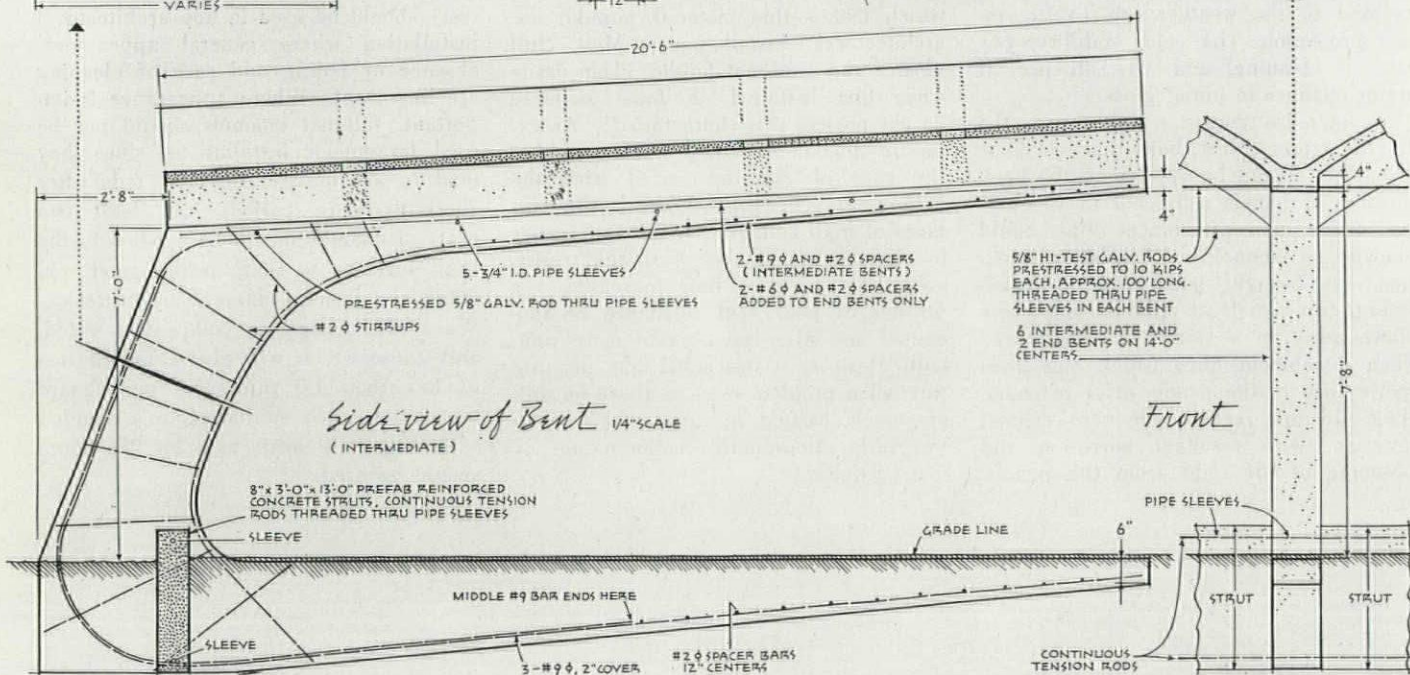 VARIES
12"
20'-6"
2'-8"
7'-0"
4"
5-3/4" I.D. PIPE SLEEVES
PRESTRESSED 5/8" GALV. ROD THRU PIPE SLEEVES
#2 ϕ STIRRUPS
2-#9 ϕ AND #2 ϕ SPACERS
(INTERMEDIATE BENTS)
2-#6 ϕ AND #2 ϕ SPACERS
ADDED TO END BENTS ONLY
5/8" HI-TEST GALV. RODS
PRESTRESSED TO 10 KIPS
EACH, APPROX. 100' LONG.
THREADED THRU PIPE
SLEEVES IN EACH BENT
6 INTERMEDIATE AND
2 END BENTS ON 14'-0"
CENTERS
4"
7'-8"
Side view of Bent 1/4" SCALE
(INTERMEDIATE)
Front
8" x 3'-0" x 13'-0" PREFAB REINFORCED
CONCRETE STRUTS, CONTINUOUS TENSION
RODS THREADED THRU PIPE SLEEVES
SLEEVE
GRADE LINE
6"
PIPE SLEEVES
MIDDLE #9 BAR ENDS HERE
STRUT
STRUT
SLEEVE
3-#9 ϕ, 2" COVER
#2 ϕ SPACER BARS
12" CENTERS
CONTINUOUS
TENSION RODS